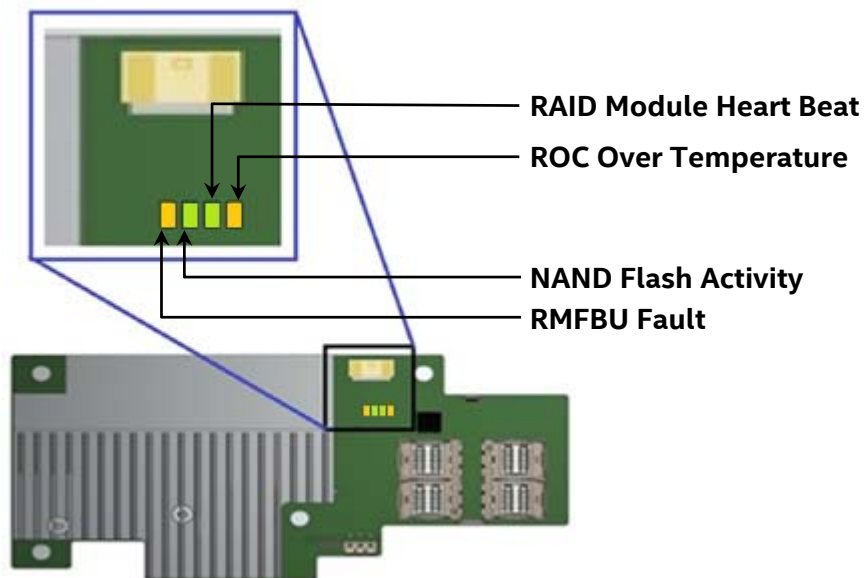 RAID Module Heart Beat
ROC Over Temperature
NAND Flash Activity
RMFBU Fault